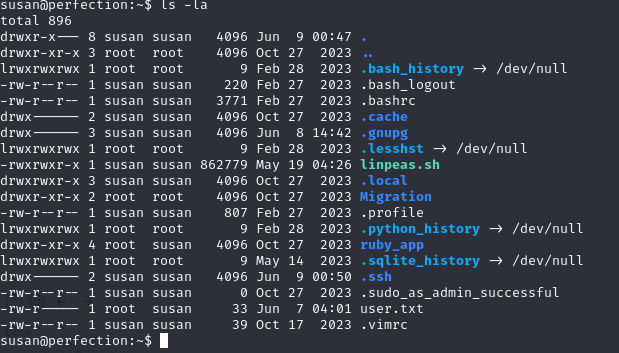 susan@perfection:~$ ls -la
total 896
drwxr-x--- 8 susan susan 4096 Jun 9 00:47 .
drwxr-xr-x 3 root root 4096 Oct 27 2023 ..
lrwxrwxrwx 1 root root 9 Feb 28 2023 .bash_history -> /dev/null
-rw-r--r-- 1 susan susan 220 Feb 27 2023 .bash_logout
-rw-r--r-- 1 susan susan 3771 Feb 27 2023 .bashrc
drwx------ 2 susan susan 4096 Oct 27 2023 .cache
drwx------ 3 susan susan 4096 Jun 8 14:42 .gnupg
lrwxrwxrwx 1 root root 9 Feb 28 2023 .lesshst -> /dev/null
-rwxrwxr-x 1 susan susan 862779 May 19 04:26 linpeas.sh
drwxrwxr-x 3 susan susan 4096 Oct 27 2023 .local
drwxr-xr-x 2 root root 4096 Oct 27 2023 Migration
-rw-r--r-- 1 susan susan 807 Feb 27 2023 .profile
lrwxrwxrwx 1 root root 9 Feb 28 2023 .python_history -> /dev/null
drwxr-xr-x 4 root susan 4096 Oct 27 2023 ruby_app
lrwxrwxrwx 1 root root 9 May 14 2023 .sqlite_history -> /dev/null
drwx------ 2 susan susan 4096 Jun 9 00:50 .ssh
-rw-r--r-- 1 susan susan 0 Oct 27 2023 .sudo_as_admin_successful
-rw-r----- 1 root susan 33 Jun 7 04:01 user.txt
-rw-r--r-- 1 susan susan 39 Oct 17 2023 .vimrc
susan@perfection:~$